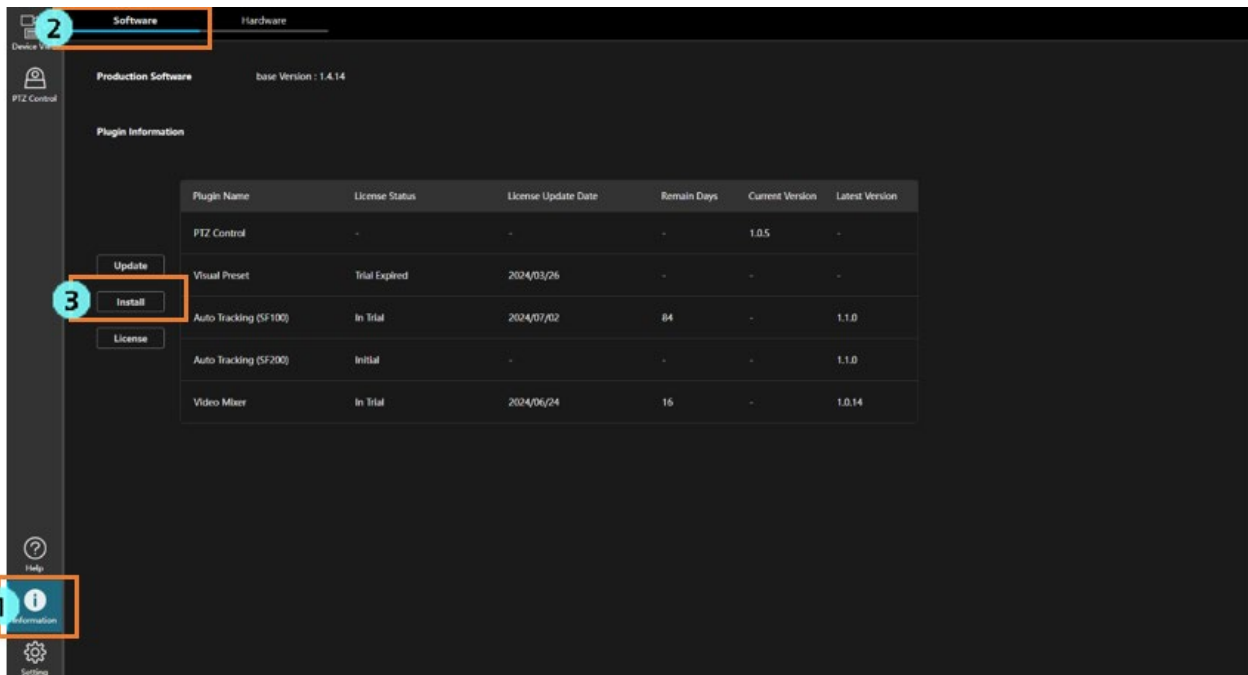 2
Software Hardware
Device Vi
PTZ Control
Production Software base Version : 1.4.14
Plugin Information
Plugin Name License Status License Update Date Remain Days Current Version Latest Version
PTZ Control - - - 1.0.5 -
Visual Preset Trial Expired 2024/03/26 - - -
Auto Tracking (SF100) In Trial 2024/07/02 84 - 1.1.0
Auto Tracking (SF200) Initial - - - 1.1.0
Video Mixer In Trial 2024/06/24 16 - 1.0.14
Update
3
Install
License
Help
1
Information
Setting